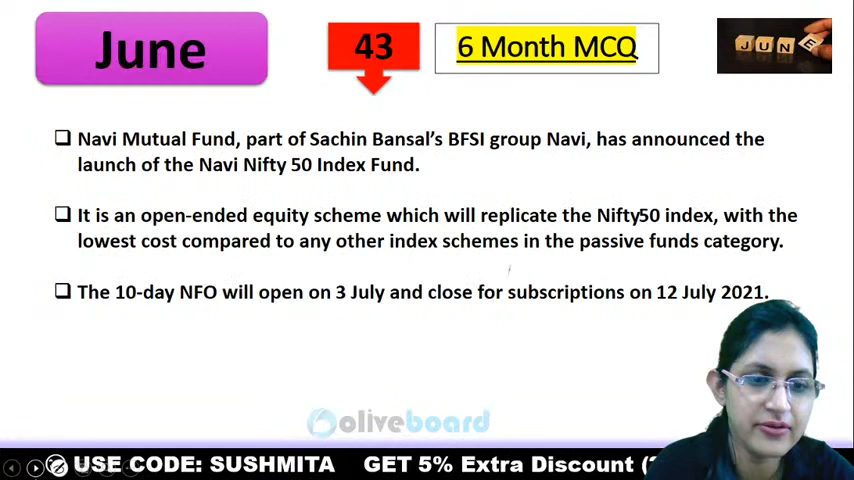 June
43
6 Month MCQ
JUNE
❑ Navi Mutual Fund, part of Sachin Bansal's BFSI group Navi, has announced the
launch of the Navi Nifty 50 Index Fund.
❑ It is an open-ended equity scheme which will replicate the Nifty50 index, with the
lowest cost compared to any other index schemes in the passive funds category.
❑ The 10-day NFO will open on 3 July and close for subscriptions on 12 July 2021.
oliveboard
USE CODE: SUSHMITA GET 5% Extra Discount